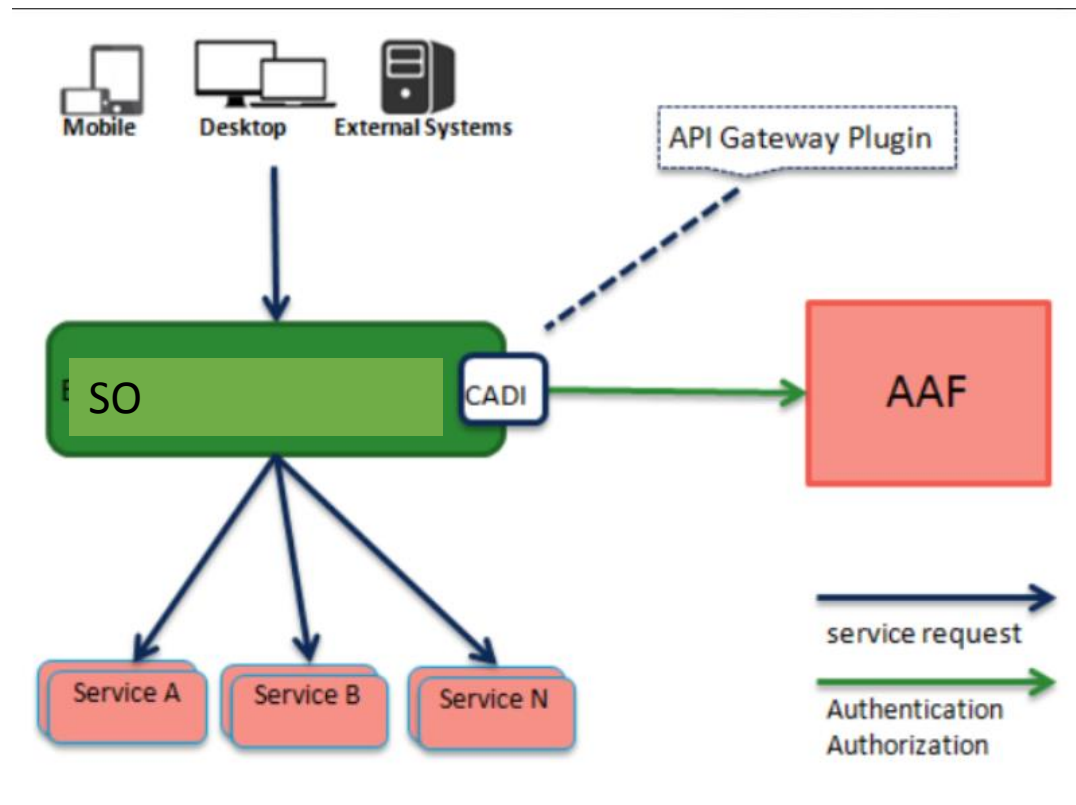 Mobile
Desktop
External Systems
API Gateway Plugin
SO
CADI
AAF
service request
Service A
Service B
Service N
Authentication
Authorization